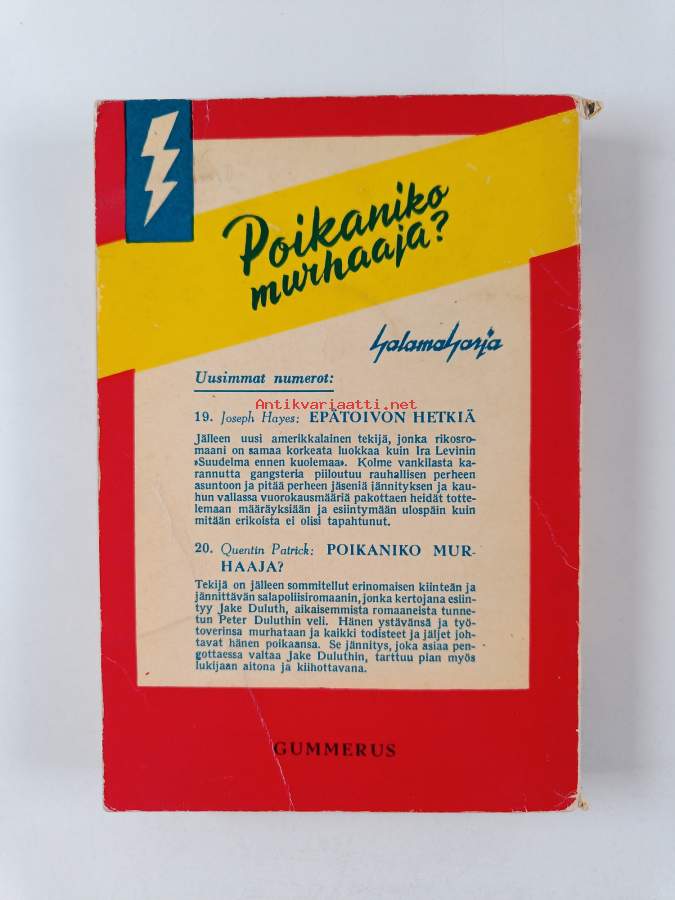 Poikaniko
murhaaja?
Salamasarja
Uusimmat numerot:
Antikvariaatti.net
19. Joseph Hayes: EPÄTOIVON HETKIÄ
Jälleen uusi amerikkalainen tekijä, jonka rikosro-
maani on samaa korkeata luokkaa kuin Ira Levinin
»Suudelma ennen kuolemaa». Kolme vankilasta ka-
rannutta gangsteria piiloutuu rauhallisen perheen
asuntoon ja pitää perheen jäseniä jännityksen ja kau-
hun vallassa vuorokausmääriä pakottaen heidät totte-
lemaan määräyksiään ja esiintymään ulospäin kuin
mitään erikoista ei olisi tapahtunut.
20. Quentin Patrick: POIKANIKO MUR-
HAAJA?
Tekijä on jälleen sommitellut erinomaisen kiinteän ja
jännittävän salapoliisiromaanin, jonka kertojana esiin-
tyy Jake Duluth, aikaisemmista romaaneista tunne-
tun Peter Duluthin veli. Hänen ystävänsä ja työ-
toverinsa murhataan ja kaikki todisteet ja jäljet joh-
tavat hänen poikaansa. Se jännitys, joka asiaa pen-
gottaessa valtaa Jake Duluthin, tarttuu pian myös
lukijaan aitona ja kiihottavana.
GUMMERUS